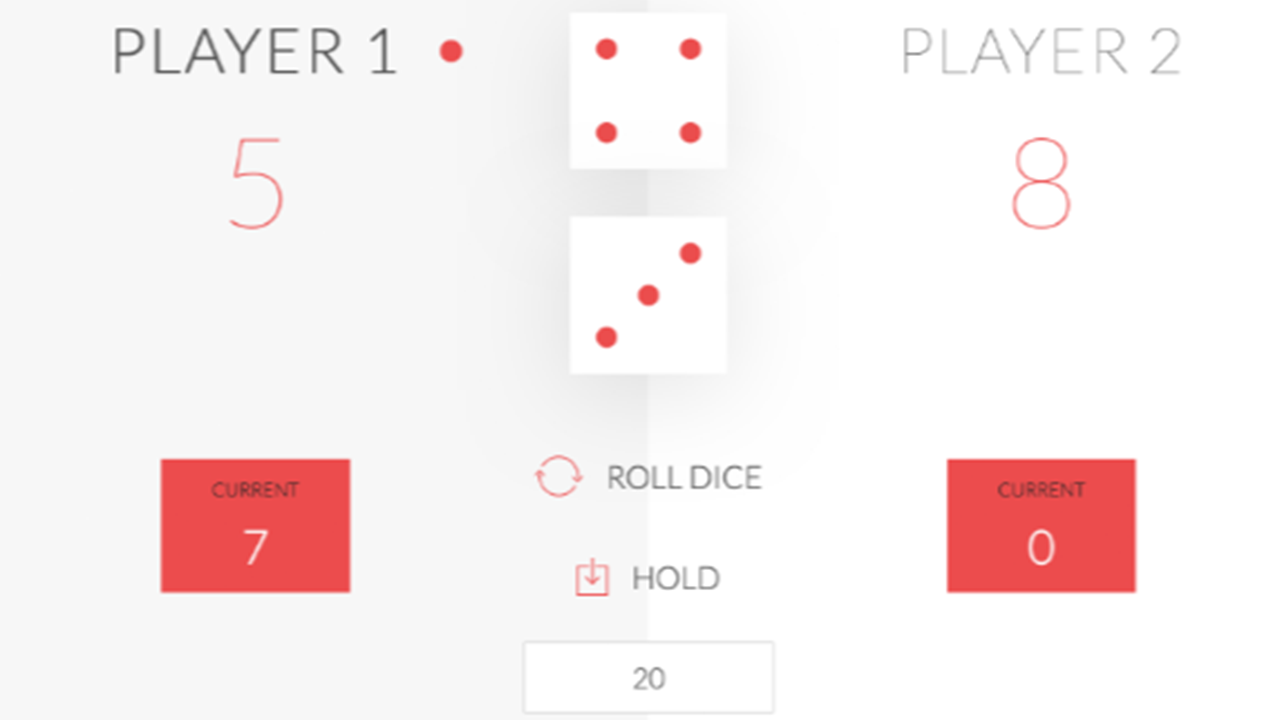 PLAYER 1
5
CURRENT
7
ROLL DICE
HOLD
20
PLAYER 2
8
CURRENT
0